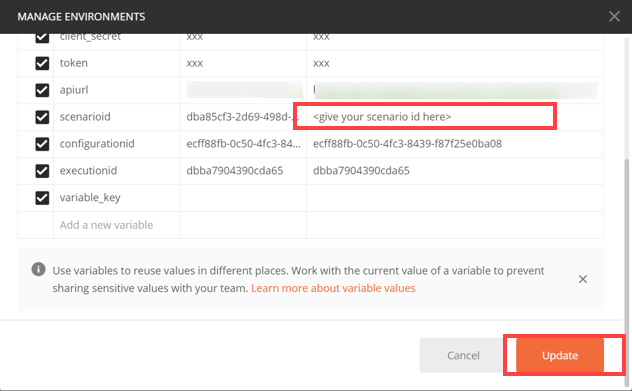 MANAGE ENVIRONMENTS
client_secret xxx xxx
token xxx xxx
apiurl
scenarioid dba85cf3-2d69-498d-... <give your scenario id here>
configurationid ecff88fb-0c50-4fc3-84... ecff88fb-0c50-4fc3-8439-f87f25e0ba08
executionid dbba7904390cda65 dbba7904390cda65
variable_key
Add a new variable
Use variables to reuse values in different places. Work with the current value of a variable to prevent
sharing sensitive values with your team. Learn more about variable values
Cancel Update